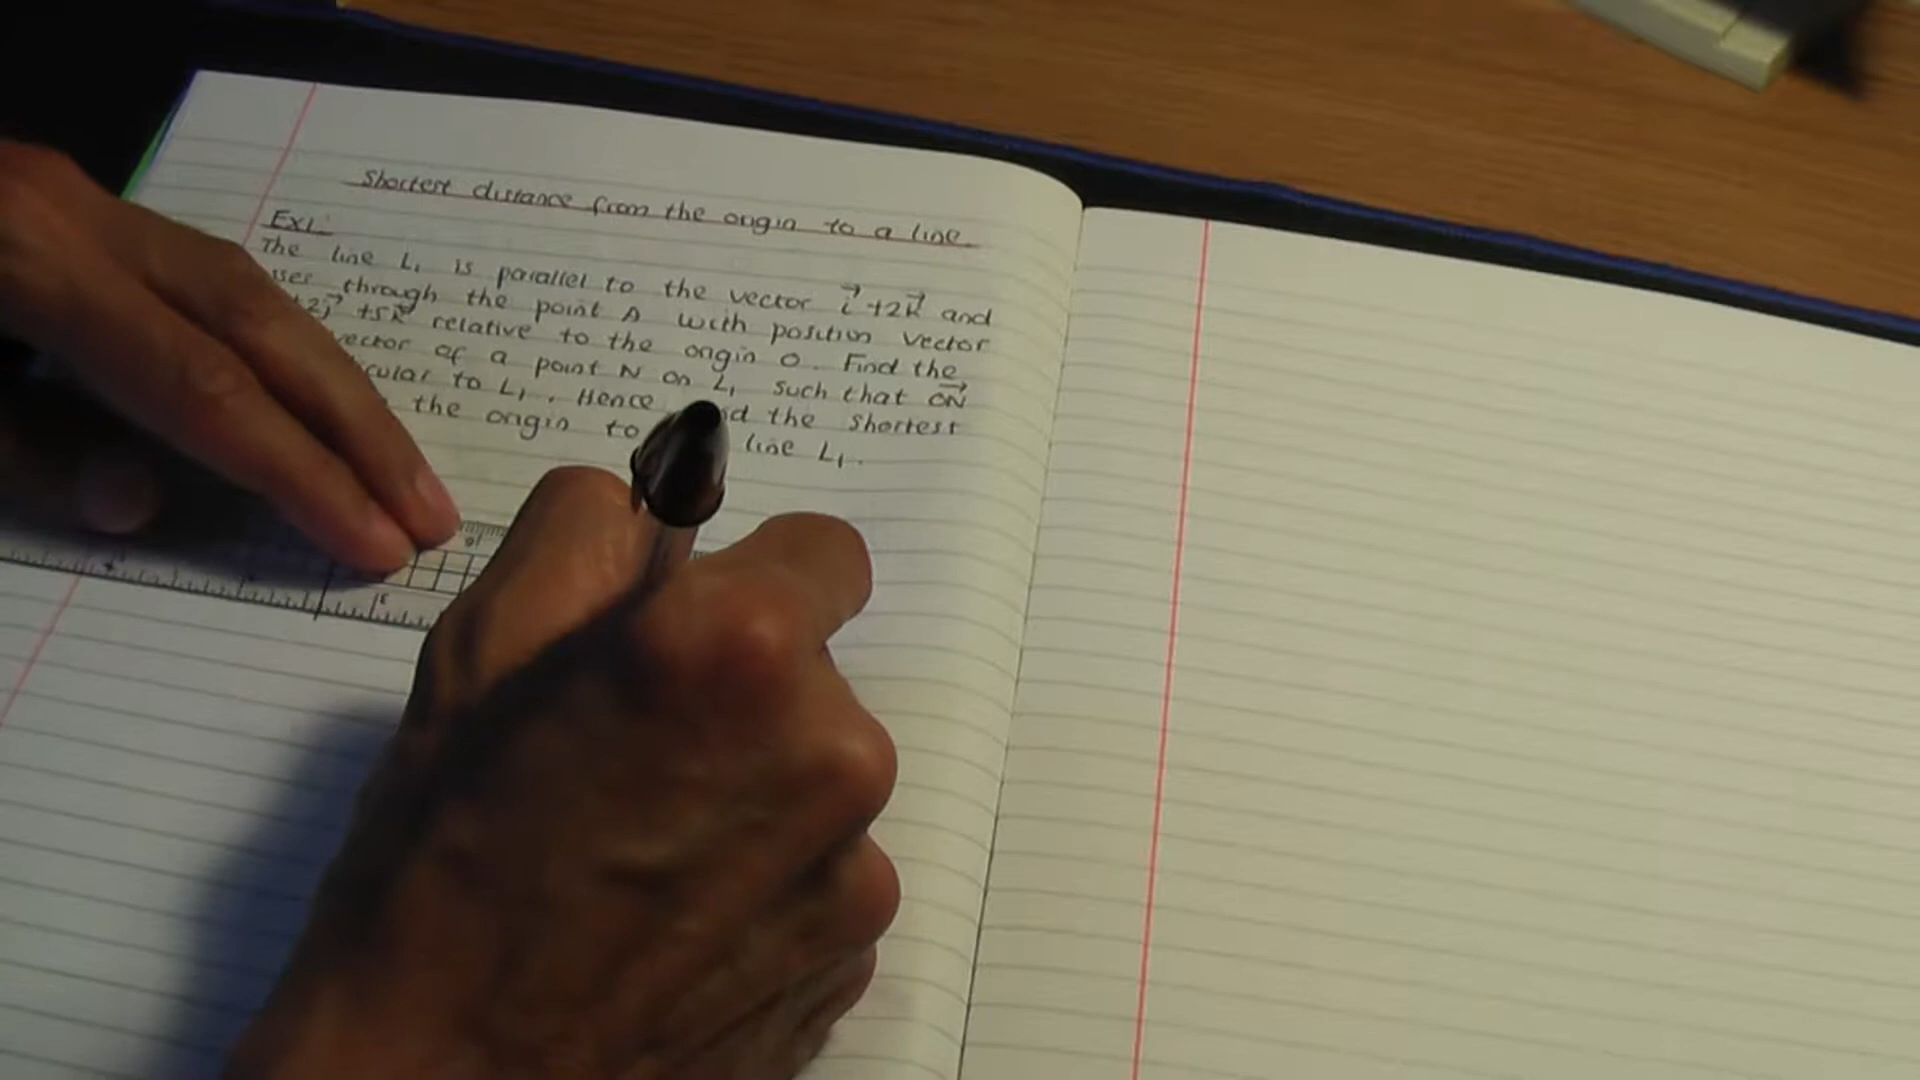 Shortest distance from the origin to a line
Ex1:
The line L₁ is parallel to the vector i⃗ +2k⃗ and
through the point A with position vector
2j⃗ +5k⃗ relative to the origin O. Find the
vector of a point N on L₁ such that ON⃗
to L₁. Hence the shortest
the origin to line L₁.